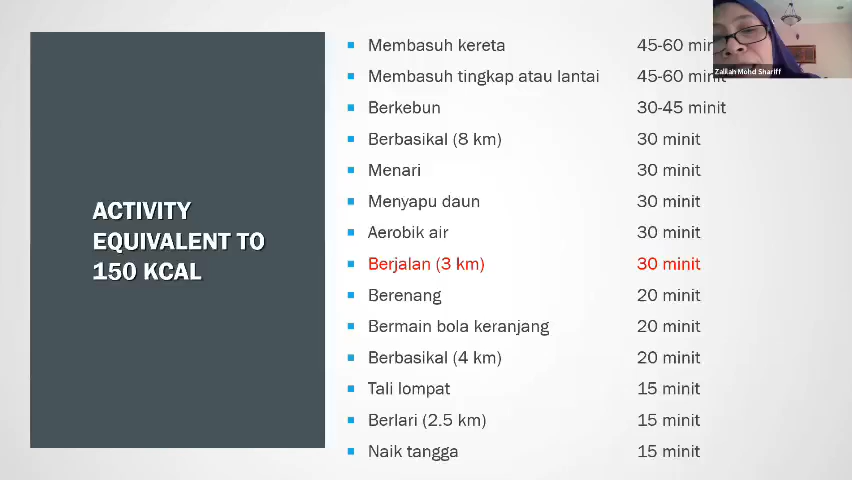 ACTIVITY
EQUIVALENT TO
150 KCAL
Membasuh kereta 45-60
Membasuh tingkap atau lantai 45-60 minit
Berkebun 30-45 minit
Berbasikal (8 km) 30 minit
Menari 30 minit
Menyapu daun 30 minit
Aerobik air 30 minit
Berjalan (3 km) 30 minit
Berenang 20 minit
Bermain bola keranjang 20 minit
Berbasikal (4 km) 20 minit
Tali lompat 15 minit
Berlari (2.5 km) 15 minit
Naik tangga 15 minit
Zalilah Mohd Shariff